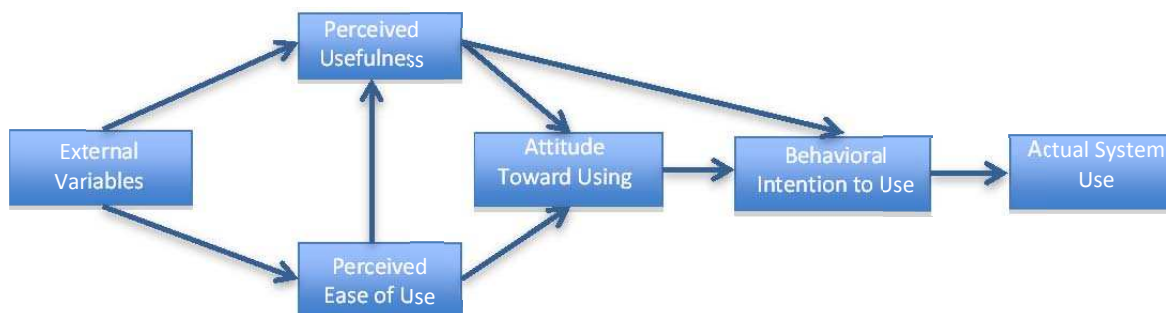 Perceived
Usefulness
External
Variables
Attitude
Toward Using
Behavioral
Intention to Use
Actual System
Use
Perceived
Ease of Use